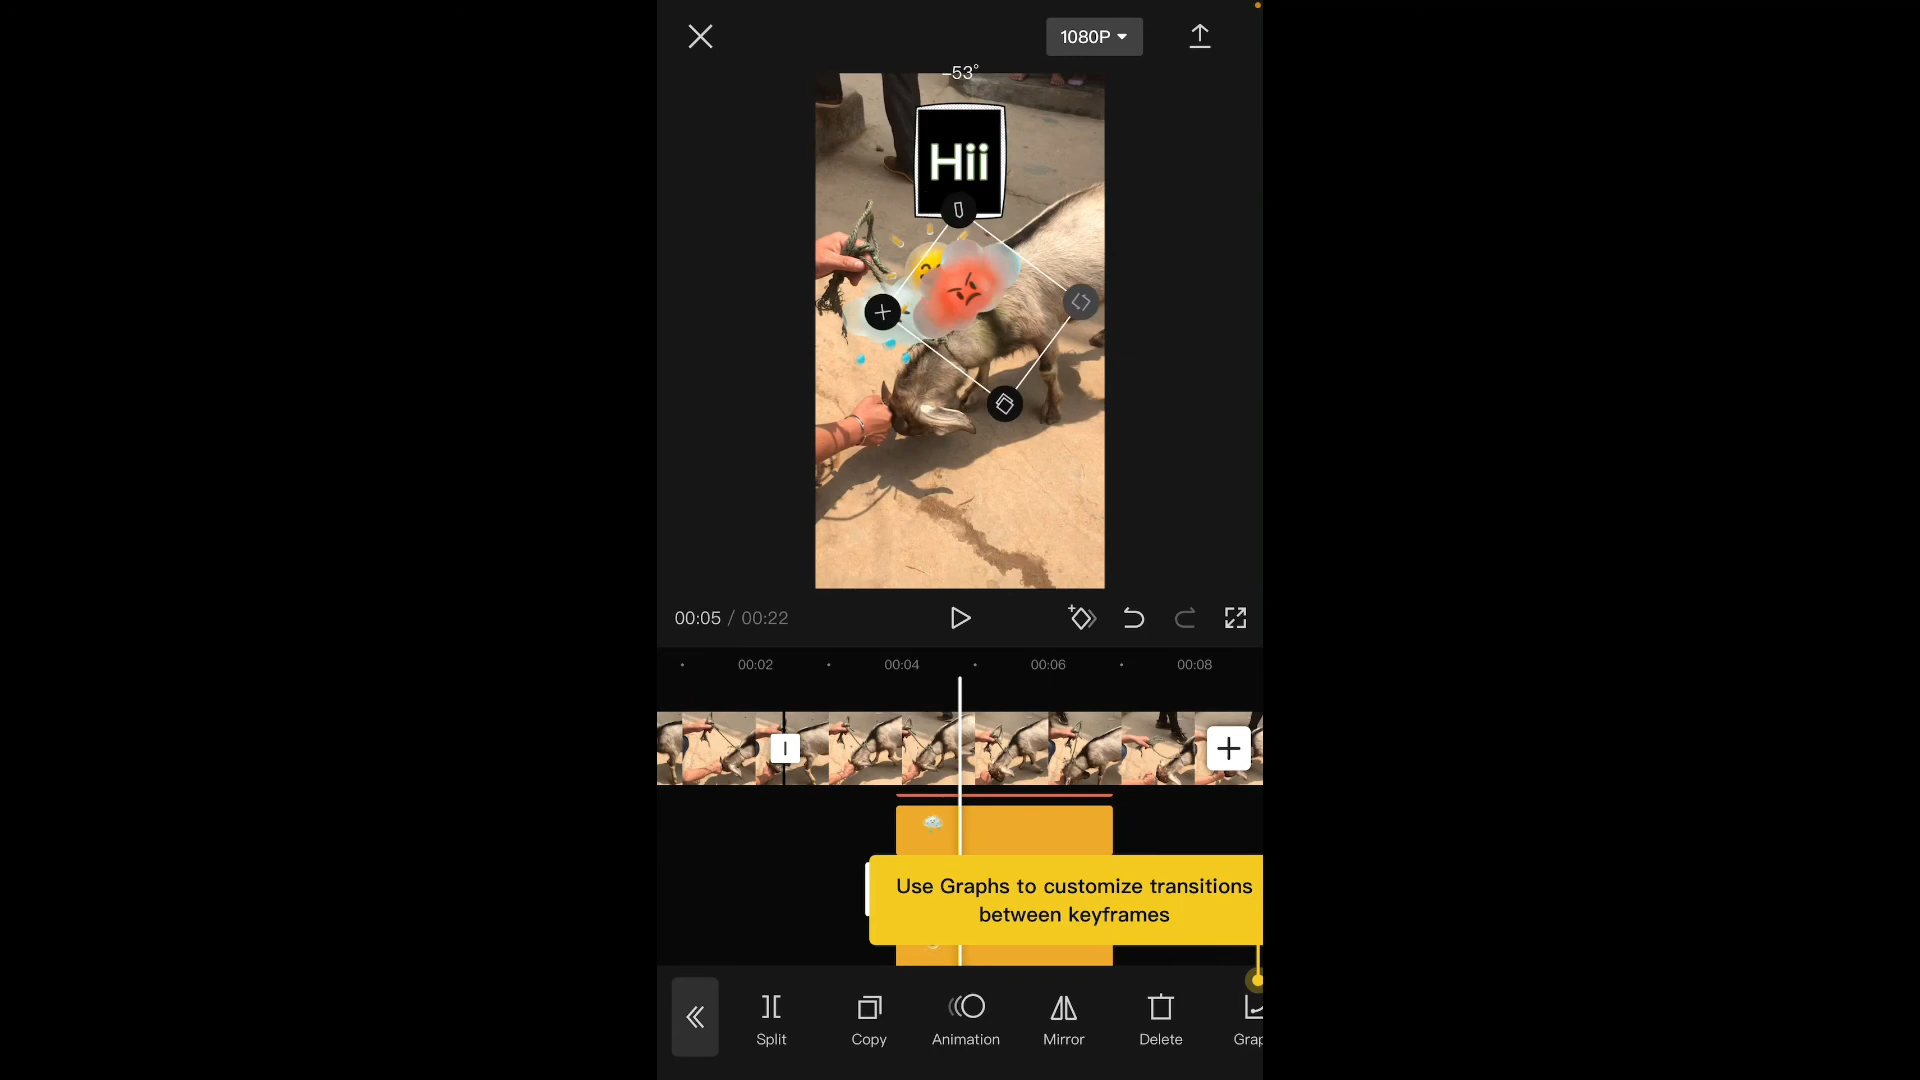 1080P
-53°
Hii
00:05 / 00:22
00:02 00:04 00:06 00:08
Use Graphs to customize transitions
between keyframes
Split Copy Animation Mirror Delete Grap